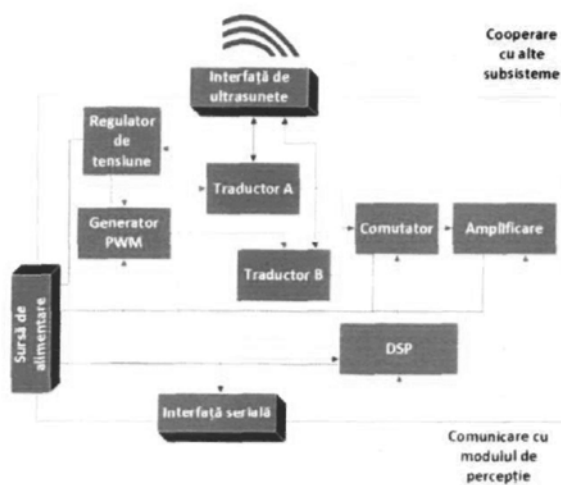 Cooperare
cu alte
subsisteme
Interfață de
ultrasunete
Regulator
de
tensiune
Traductor A
Generator
PWM
Comutator
Amplificare
Traductor B
Sursă de
alimentare
DSP
Interfață serială
Comunicare cu
modulul de
percepție